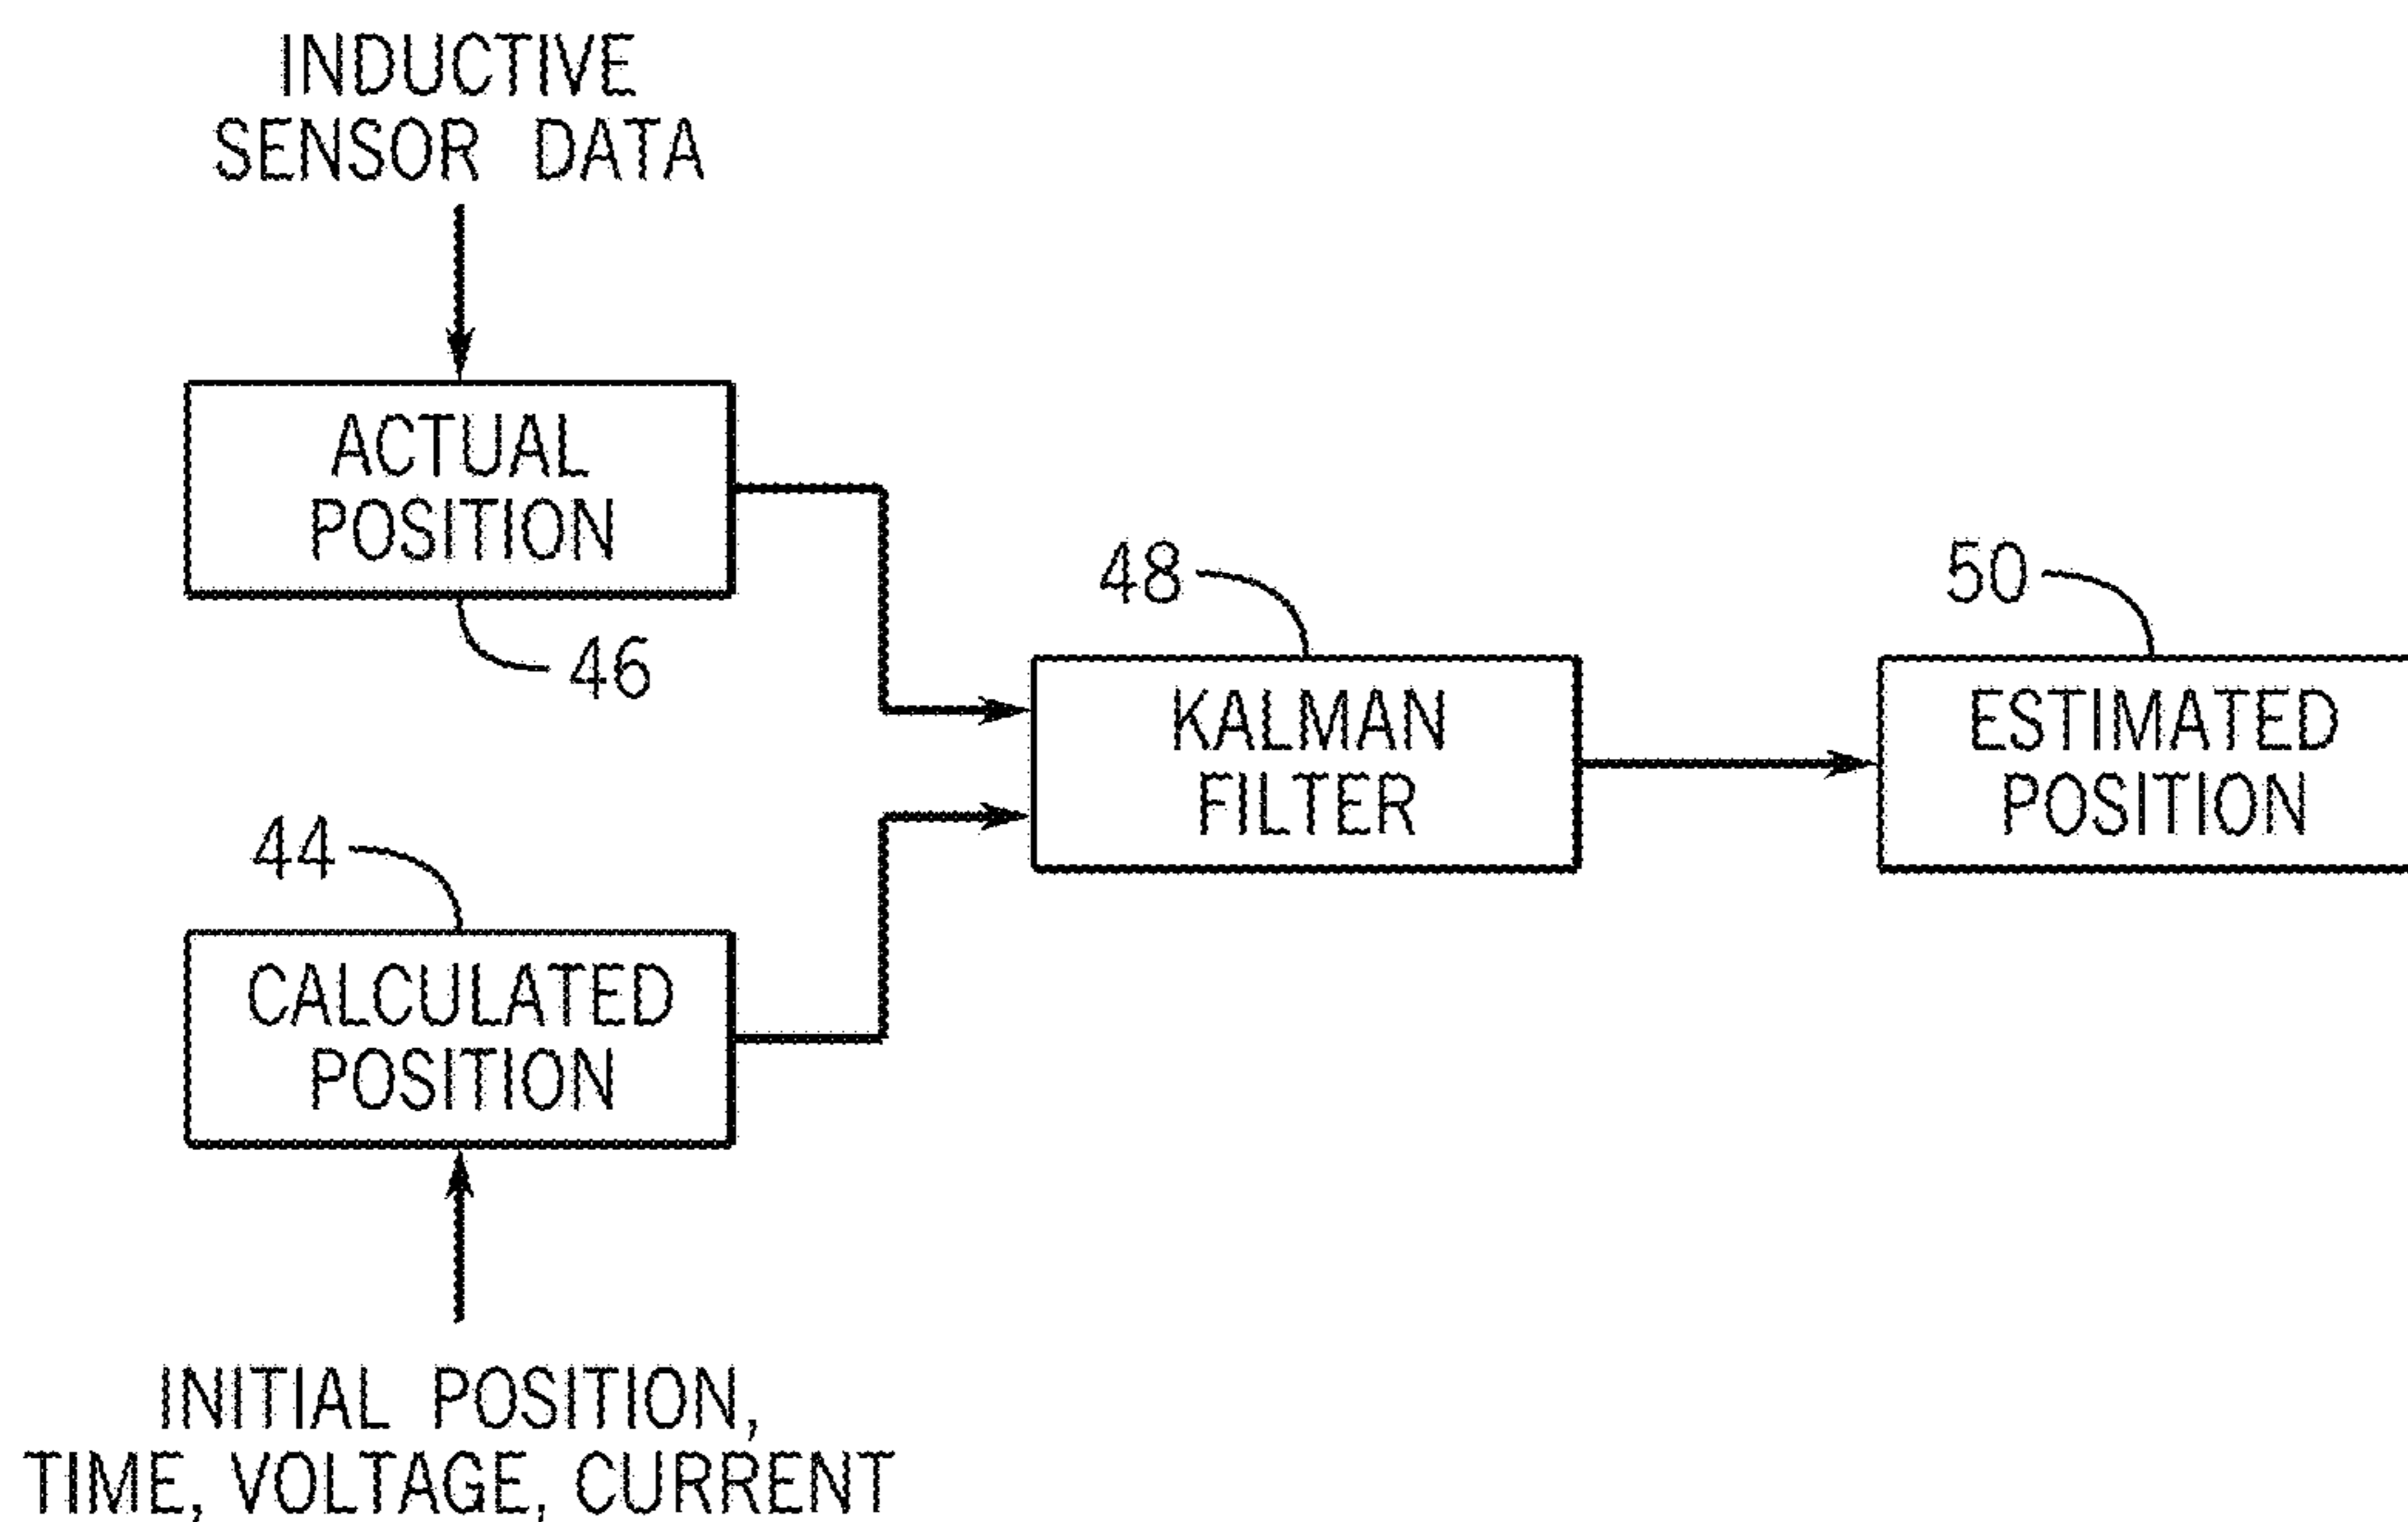 INDUCTIVE
SENSOR DATA
ACTUAL
POSITION
46
48
KALMAN
FILTER
50
ESTIMATED
POSITION
44
CALCULATED
POSITION
INITIAL POSITION,
TIME, VOLTAGE, CURRENT